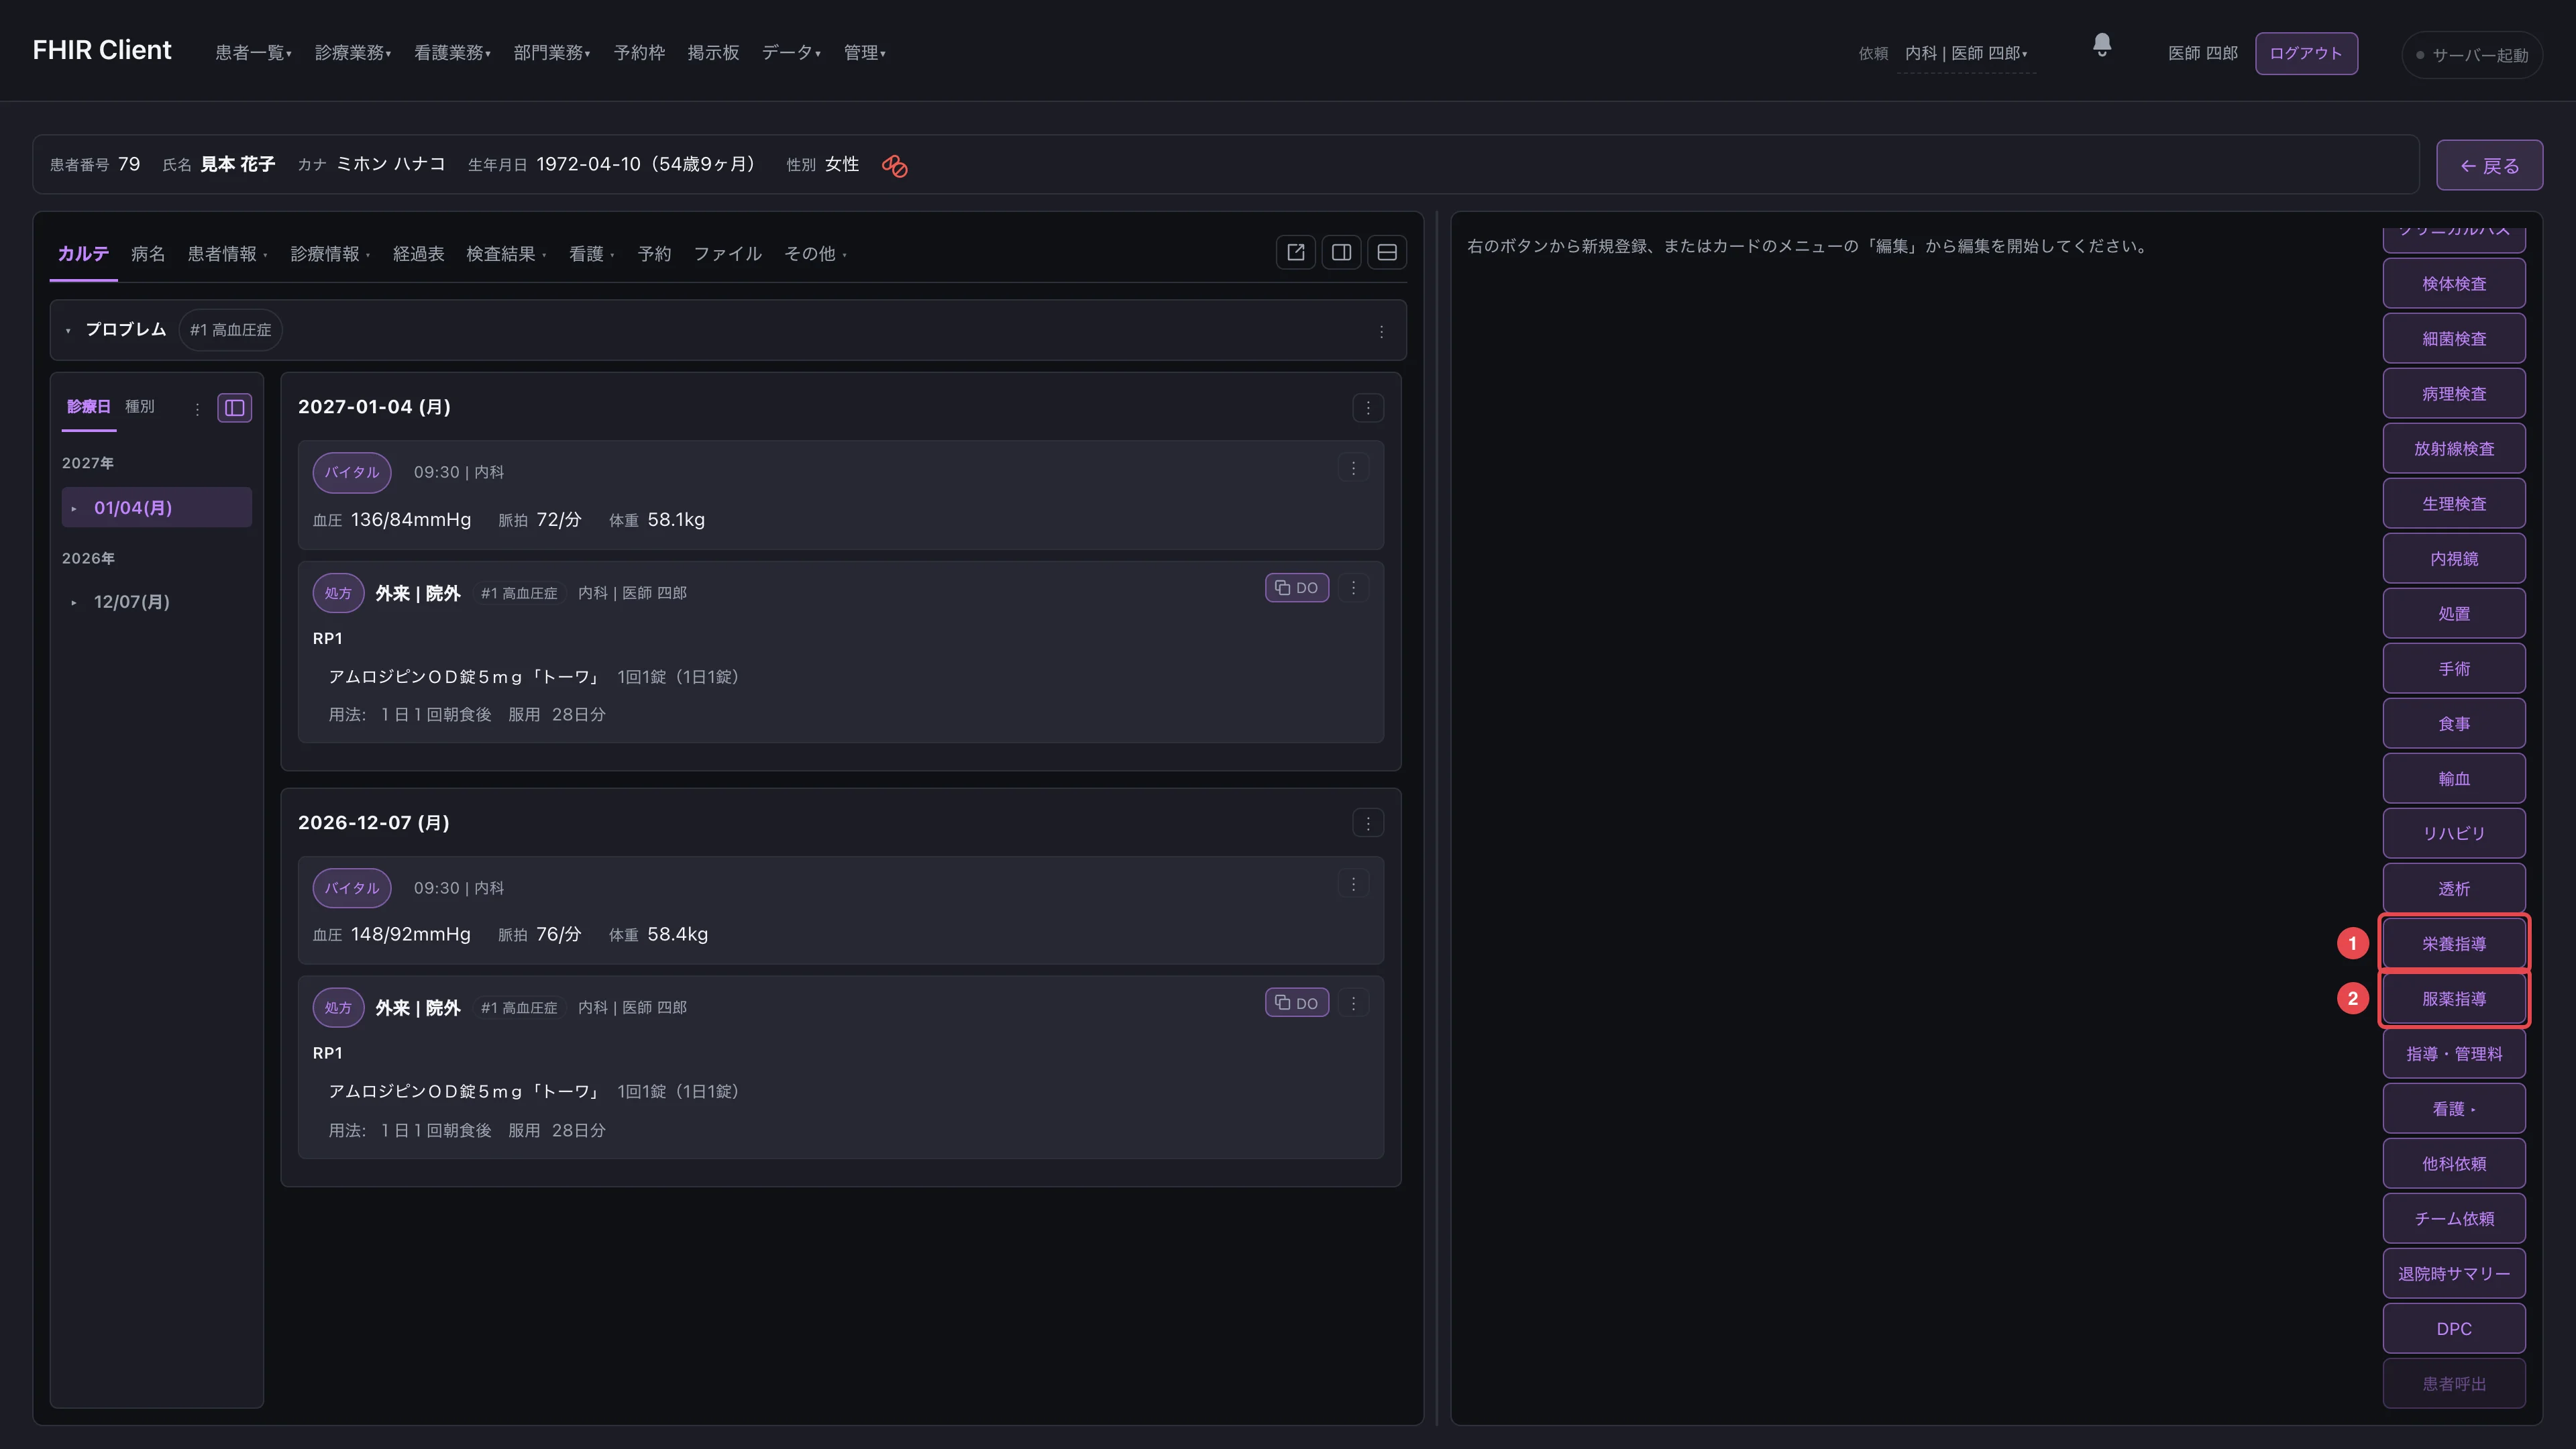 FHIR Client 患者一覧▾ 診療業務▾ 看護業務▾ 部門業務▾ 予約枠 掲示板 データ▾ 管理▾ 依頼 内科 | 医師 四郎▾ 医師 四郎 ログアウト サーバー起動
患者番号 79 氏名 見本 花子 カナ ミホン ハナコ 生年月日 1972-04-10（54歳9ヶ月） 性別 女性
← 戻る
カルテ 病名 患者情報 診療情報 経過表 検査結果 看護 予約 ファイル その他
プロブレム #1 高血圧症
診療日 種別
2027年
01/04(月)
2026年
12/07(月)
2027-01-04 (月)
バイタル 09:30 | 内科
血圧 136/84mmHg 脈拍 72/分 体重 58.1kg
処方 外来 | 院外 #1 高血圧症 内科 | 医師 四郎 DO
RP1
アムロジピンＯＤ錠５ｍｇ「トーワ」 1回1錠（1日1錠）
用法: １日１回朝食後 服用 28日分
2026-12-07 (月)
バイタル 09:30 | 内科
血圧 148/92mmHg 脈拍 76/分 体重 58.4kg
処方 外来 | 院外 #1 高血圧症 内科 | 医師 四郎 DO
RP1
アムロジピンＯＤ錠５ｍｇ「トーワ」 1回1錠（1日1錠）
用法: １日１回朝食後 服用 28日分
右のボタンから新規登録、またはカードのメニューの「編集」から編集を開始してください。
クリニカルパス
検体検査
細菌検査
病理検査
放射線検査
生理検査
内視鏡
処置
手術
食事
輸血
リハビリ
透析
1 栄養指導
2 服薬指導
指導・管理料
看護
他科依頼
チーム依頼
退院時サマリー
DPC
患者呼出